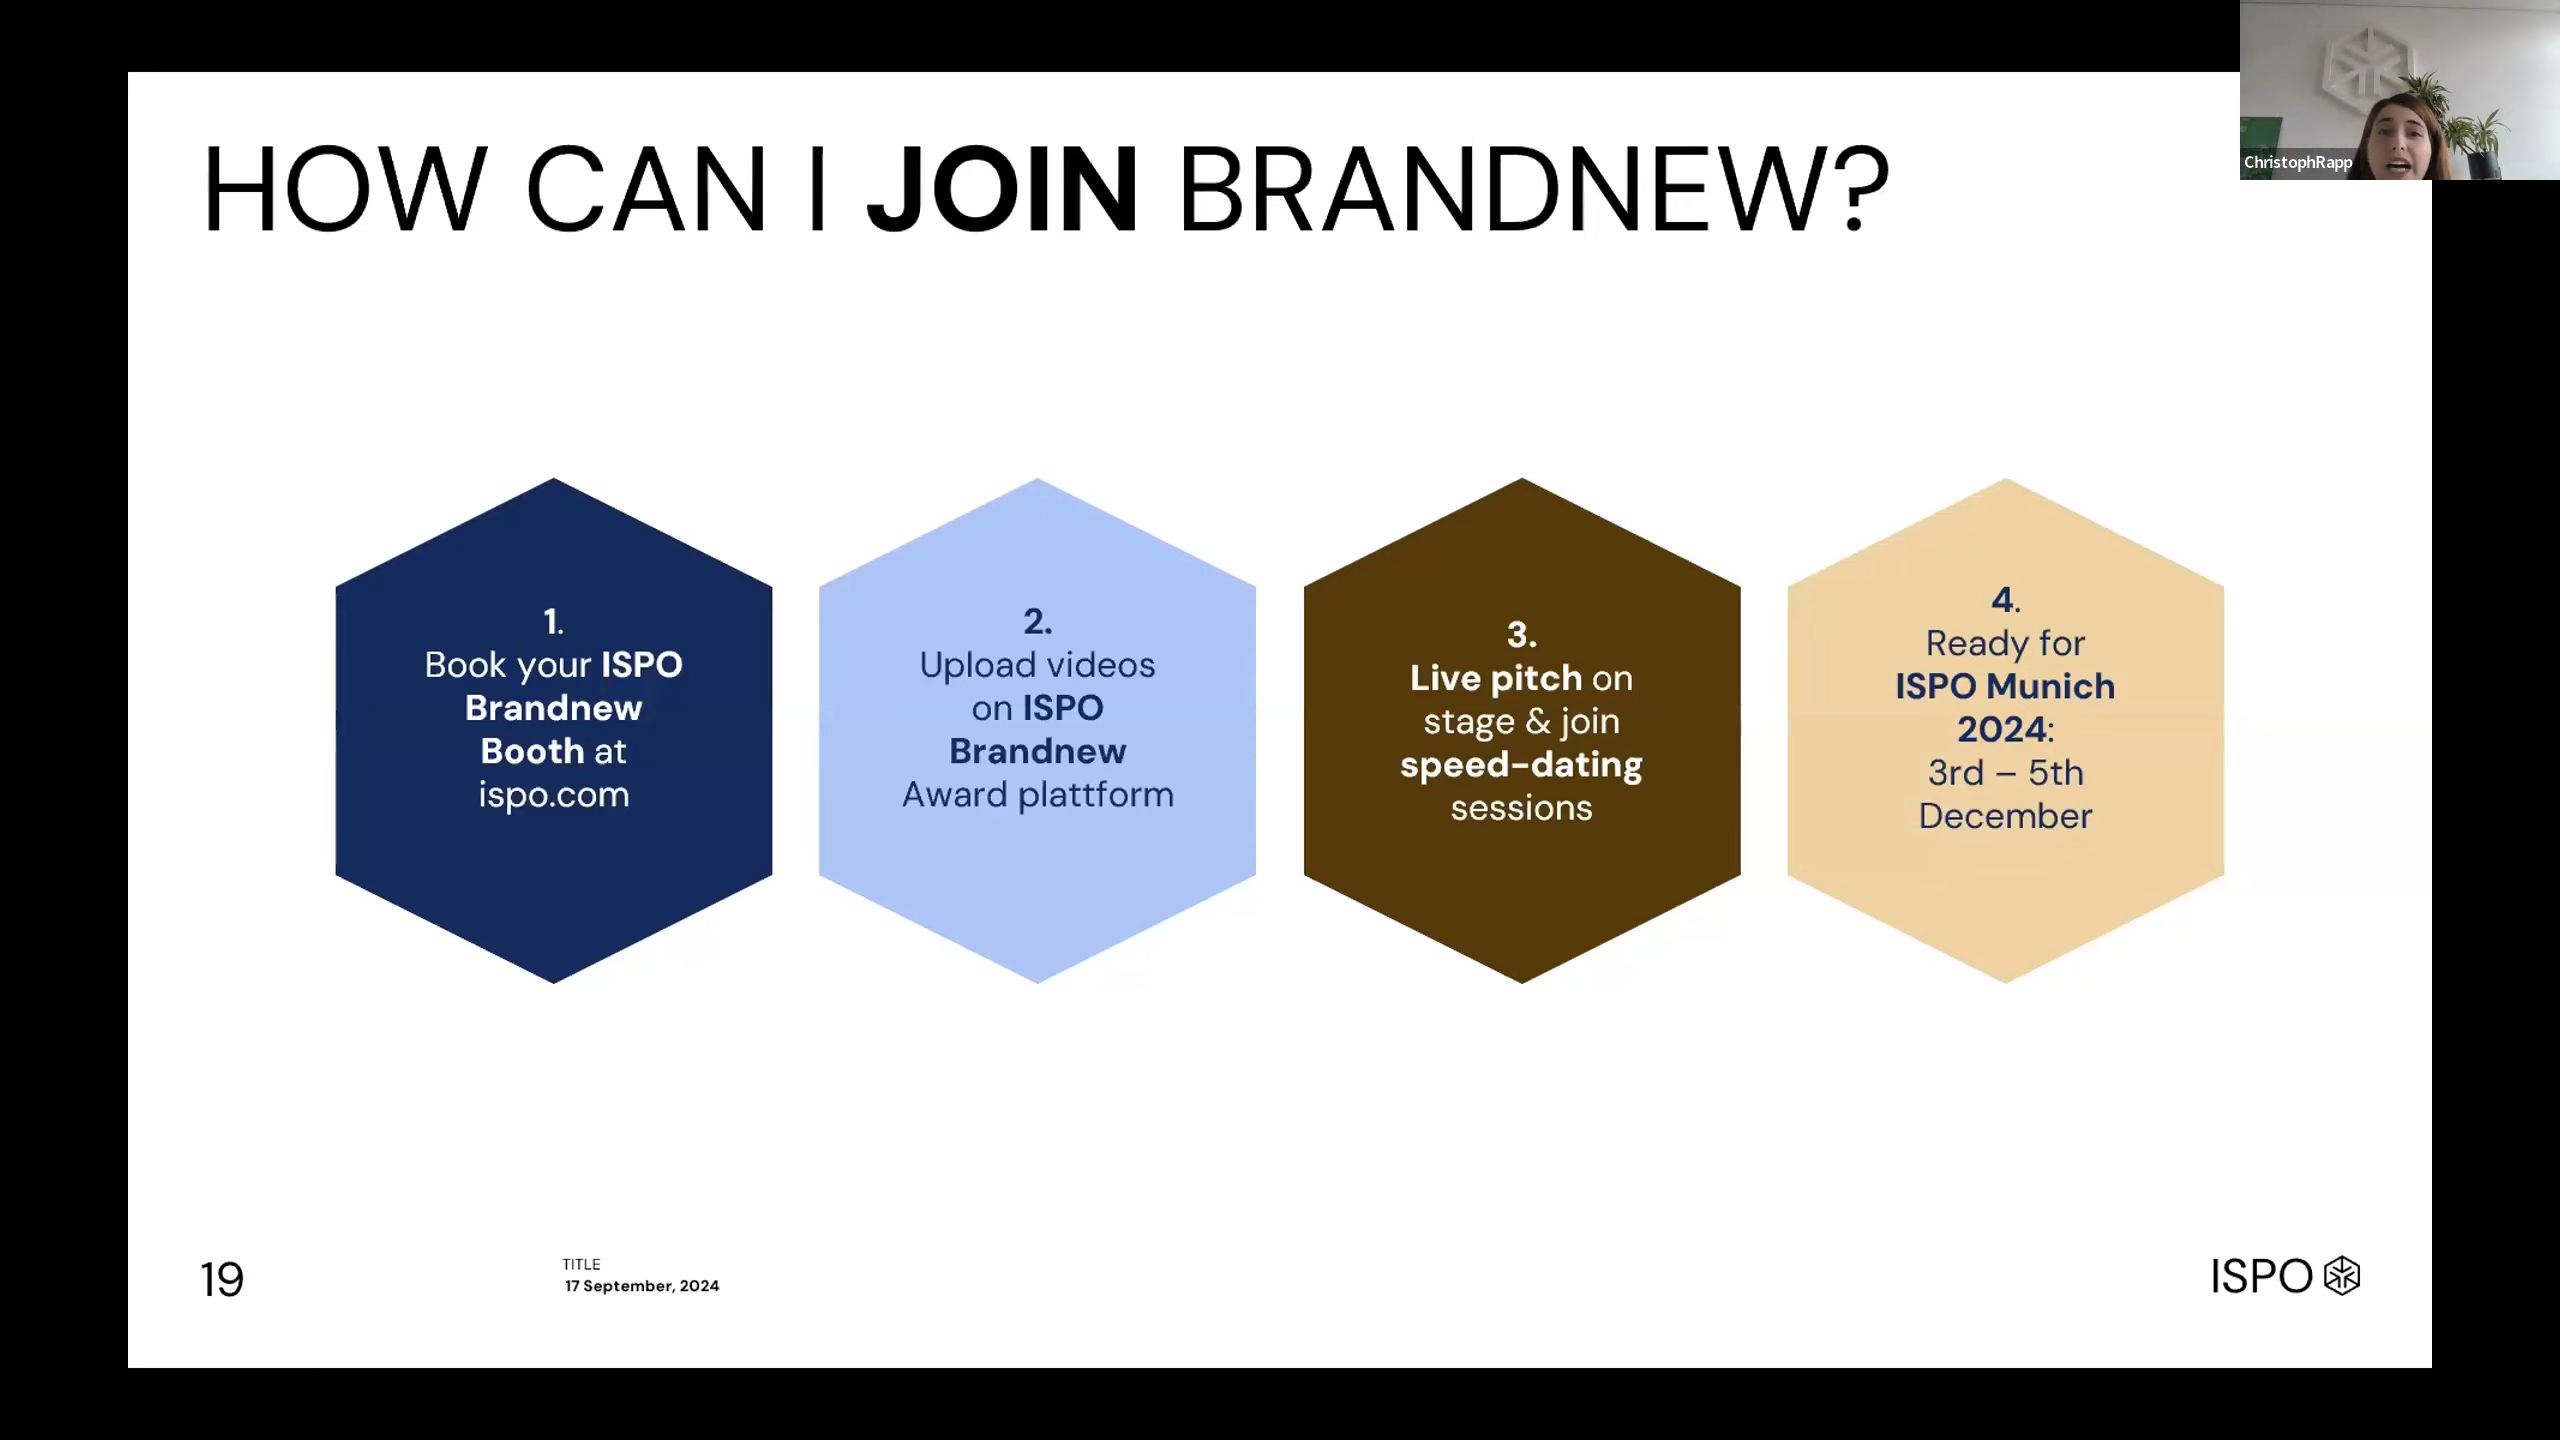 HOW CAN I JOIN BRANDNEW?
ChristophRapp
1.
Book your ISPO
Brandnew
Booth at
ispo.com
2.
Upload videos
on ISPO
Brandnew
Award plattform
3.
Live pitch on
stage & join
speed-dating
sessions
4.
Ready for
ISPO Munich
2024:
3rd – 5th
December
19
TITLE
17 September, 2024
ISPO